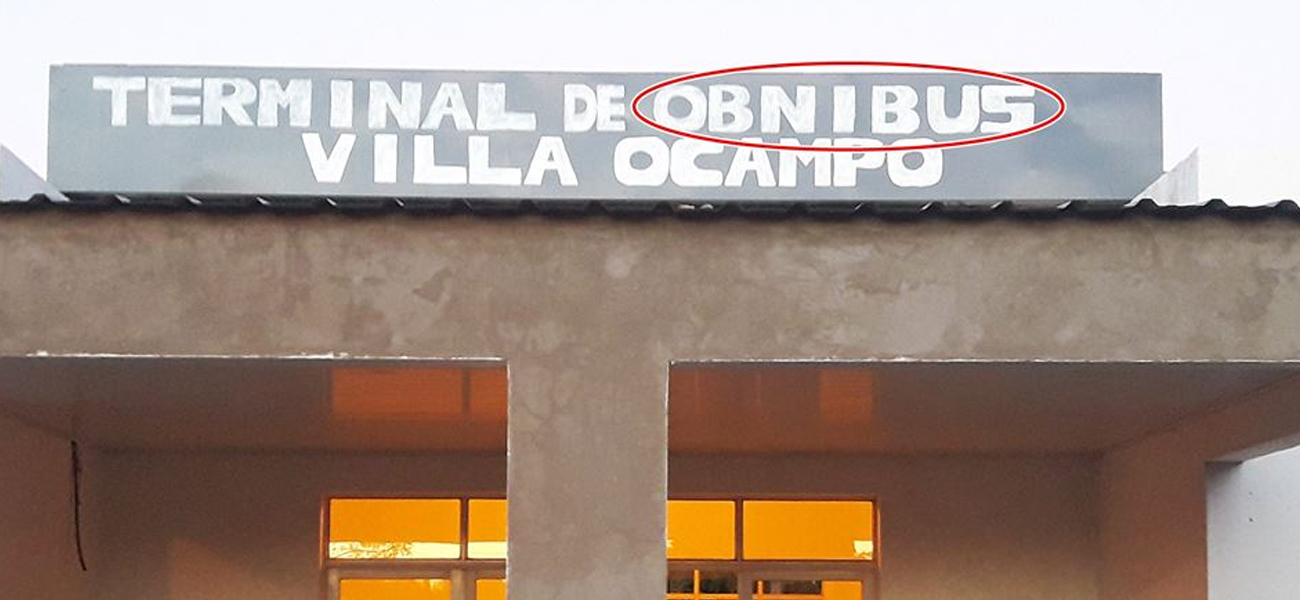 TERMINAL DE OBNIBUS
VILLA OCAMPO